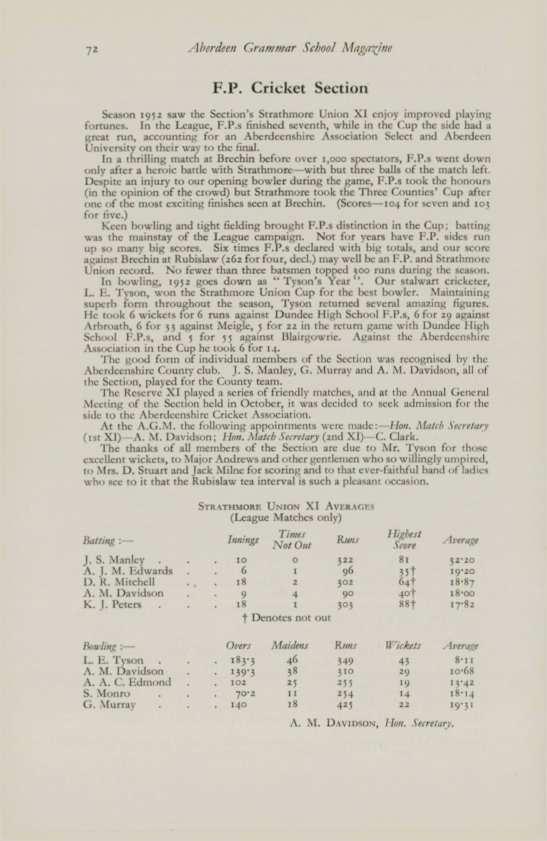 72 Aberdeen Grammar School Magazine
F.P. Cricket Section
Season 1952 saw the Section's Strathmore Union XI enjoy improved playing
fortunes. In the League, F.P.s finished seventh, while in the Cup the side had a
great run, accounting for an Aberdeenshire Association Select and Aberdeen
University on their way to the final.
In a thrilling match at Brechin before over 1,000 spectators, F.P.s went down
only after a heroic battle with Strathmore—with but three balls of the match left.
Despite an injury to our opening bowler during the game, F.P.s took the honours
(in the opinion of the crowd) but Strathmore took the Three Counties' Cup after
one of the most exciting finishes seen at Brechin. (Scores—104 for seven and 103
for five.)
Keen bowling and tight fielding brought F.P.s distinction in the Cup; batting
was the mainstay of the League campaign. Not for years have F.P. sides run
up so many big scores. Six times F.P.s declared with big totals, and our score
against Brechin at Rubislaw (262 for four, decl.) may well be an F.P. and Strathmore
Union record. No fewer than three batsmen topped 300 runs during the season.
In bowling, 1952 goes down as "Tyson's Year". Our stalwart cricketer,
L. E. Tyson, won the Strathmore Union Cup for the best bowler. Maintaining
superb form throughout the season, Tyson returned several amazing figures.
He took 6 wickets for 6 runs against Dundee High School F.P.s, 6 for 29 against
Arbroath, 6 for 33 against Meigle, 5 for 22 in the return game with Dundee High
School F.P.s, and 5 for 55 against Blairgowrie. Against the Aberdeenshire
Association in the Cup he took 6 for 14.
The good form of individual members of the Section was recognised by the
Aberdeenshire County club. J. S. Manley, G. Murray and A. M. Davidson, all of
the Section, played for the County team.
The Reserve XI played a series of friendly matches, and at the Annual General
Meeting of the Section held in October, it was decided to seek admission for the
side to the Aberdeenshire Cricket Association.
At the A.G.M. the following appointments were made:—Hon. Match Secretary
(1st XI)—A. M. Davidson; Hon. Match Secretary (2nd XI)—C. Clark.
The thanks of all members of the Section are due to Mr. Tyson for those
excellent wickets, to Major Andrews and other gentlemen who so willingly umpired,
to Mrs. D. Stuart and Jack Milne for scoring and to that ever-faithful band of ladies
who see to it that the Rubislaw tea interval is such a pleasant occasion.
STRATHMORE UNION XI AVERAGES
(League Matches only)
Batting :— Innings Times Not Out Runs Highest Score Average
J. S. Manley . . . 10 0 322 81 32·20
A. J. M. Edwards . . 6 1 96 35† 19·20
D. R. Mitchell . . 18 2 302 64† 18·87
A. M. Davidson . . 9 4 90 40† 18·00
K. J. Peters . . . 18 1 303 88† 17·82
† Denotes not out
Bowling :— Overs Maidens Runs Wickets Average
L. E. Tyson . . . 183·3 46 349 43 8·11
A. M. Davidson . . 139·3 38 310 29 10·68
A. A. C. Edmond . . 102 25 255 19 13·42
S. Monro . . . 70·2 11 254 14 18·14
G. Murray . . . 140 18 425 22 19·31
A. M. DAVIDSON, Hon. Secretary.